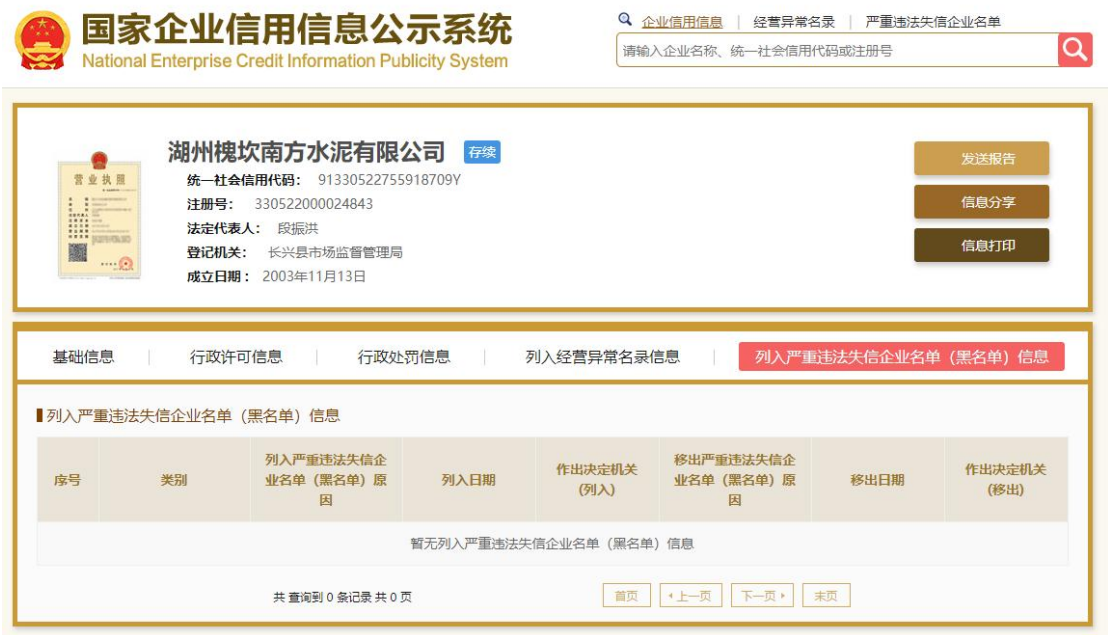 国家企业信用信息公示系统
National Enterprise Credit Information Publicity System
企业信用信息 | 经营异常名录 | 严重违法失信企业名单
请输入企业名称、统一社会信用代码或注册号
营业执照
湖州槐坎南方水泥有限公司 存续
统一社会信用代码： 91330522755918709Y
注册号： 330522000024843
法定代表人： 段振洪
登记机关： 长兴县市场监督管理局
成立日期： 2003年11月13日
发送报告
信息分享
信息打印
基础信息 | 行政许可信息 | 行政处罚信息 | 列入经营异常名录信息 | 列入严重违法失信企业名单（黑名单）信息
列入严重违法失信企业名单（黑名单）信息
序号
类别
列入严重违法失信企
业名单（黑名单）原
因
列入日期
作出决定机关
(列入)
移出严重违法失信企
业名单（黑名单）原
因
移出日期
作出决定机关
(移出)
暂无列入严重违法失信企业名单（黑名单）信息
共 查询到 0 条记录 共 0 页
首页 上一页 下一页 末页